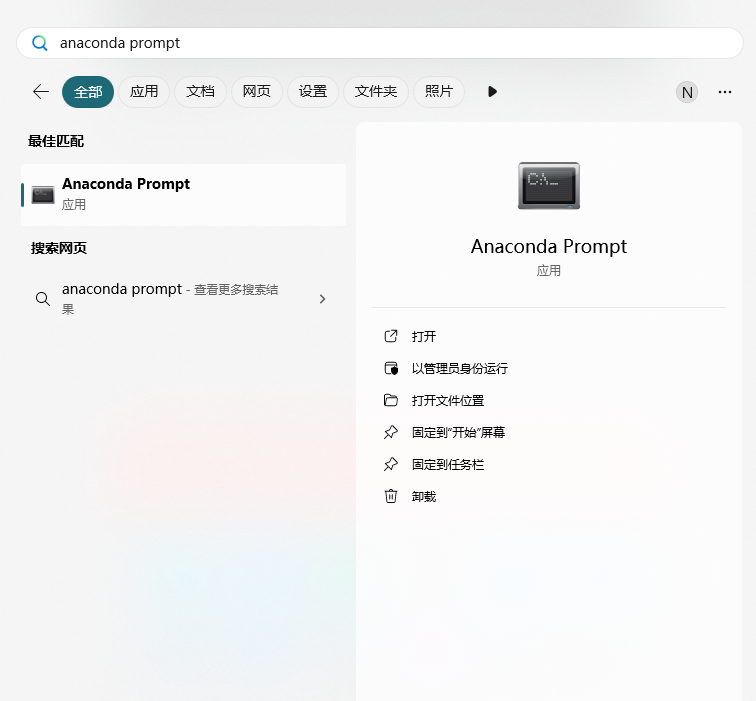 anaconda prompt
全部 应用 文档 网页 设置 文件夹 照片 N
最佳匹配
Anaconda Prompt
应用
搜索网页
anaconda prompt - 查看更多搜索结
果
C:\_
Anaconda Prompt
应用
打开
以管理员身份运行
打开文件位置
固定到"开始"屏幕
固定到任务栏
卸载